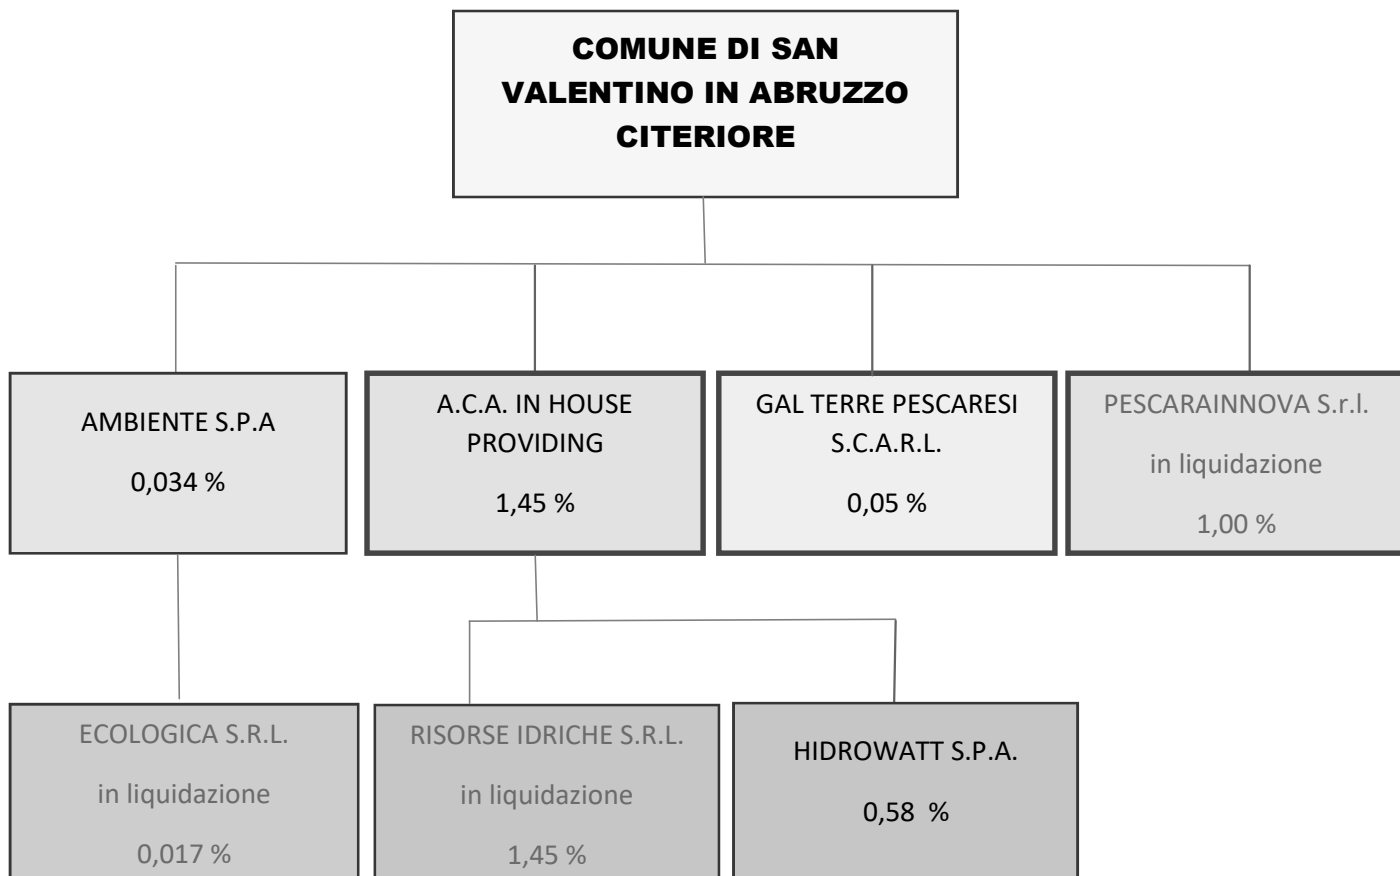 COMUNE DI SAN
VALENTINO IN ABRUZZO
CITERIORE
AMBIENTE S.P.A
0,034 %
A.C.A. IN HOUSE
PROVIDING
1,45 %
GAL TERRE PESCARESI
S.C.A.R.L.
0,05 %
PESCARAINNOVA S.r.l.
in liquidazione
1,00 %
ECOLOGICA S.R.L.
in liquidazione
0,017 %
RISORSE IDRICHE S.R.L.
in liquidazione
1,45 %
HIDROWATT S.P.A.
0,58 %